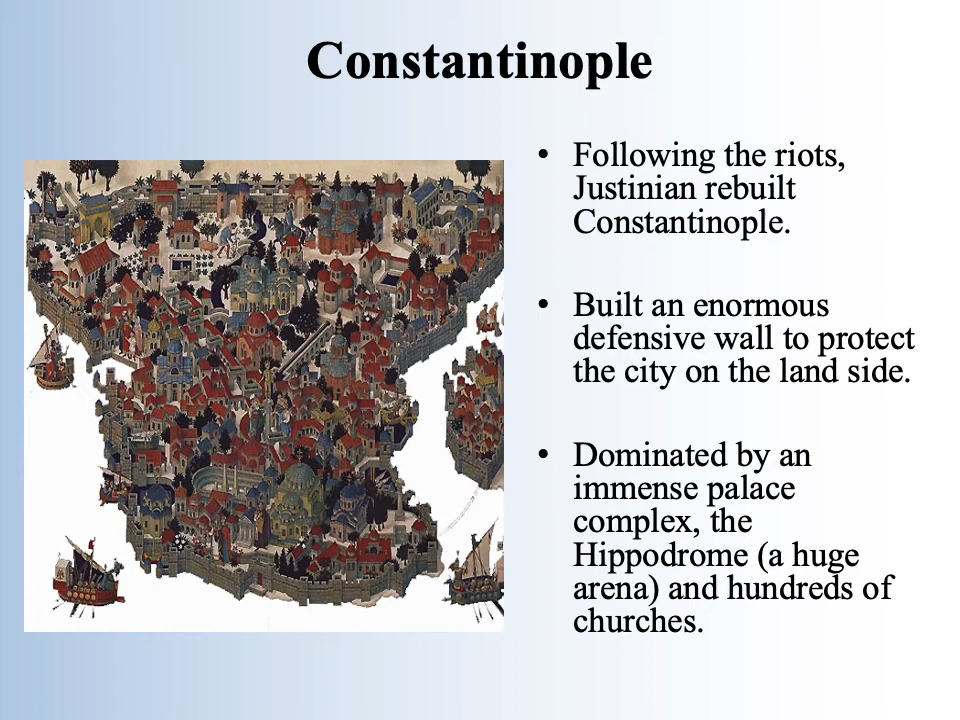 Constantinople
• Following the riots,
Justinian rebuilt
Constantinople.
• Built an enormous
defensive wall to protect
the city on the land side.
• Dominated by an
immense palace
complex, the
Hippodrome (a huge
arena) and hundreds of
churches.